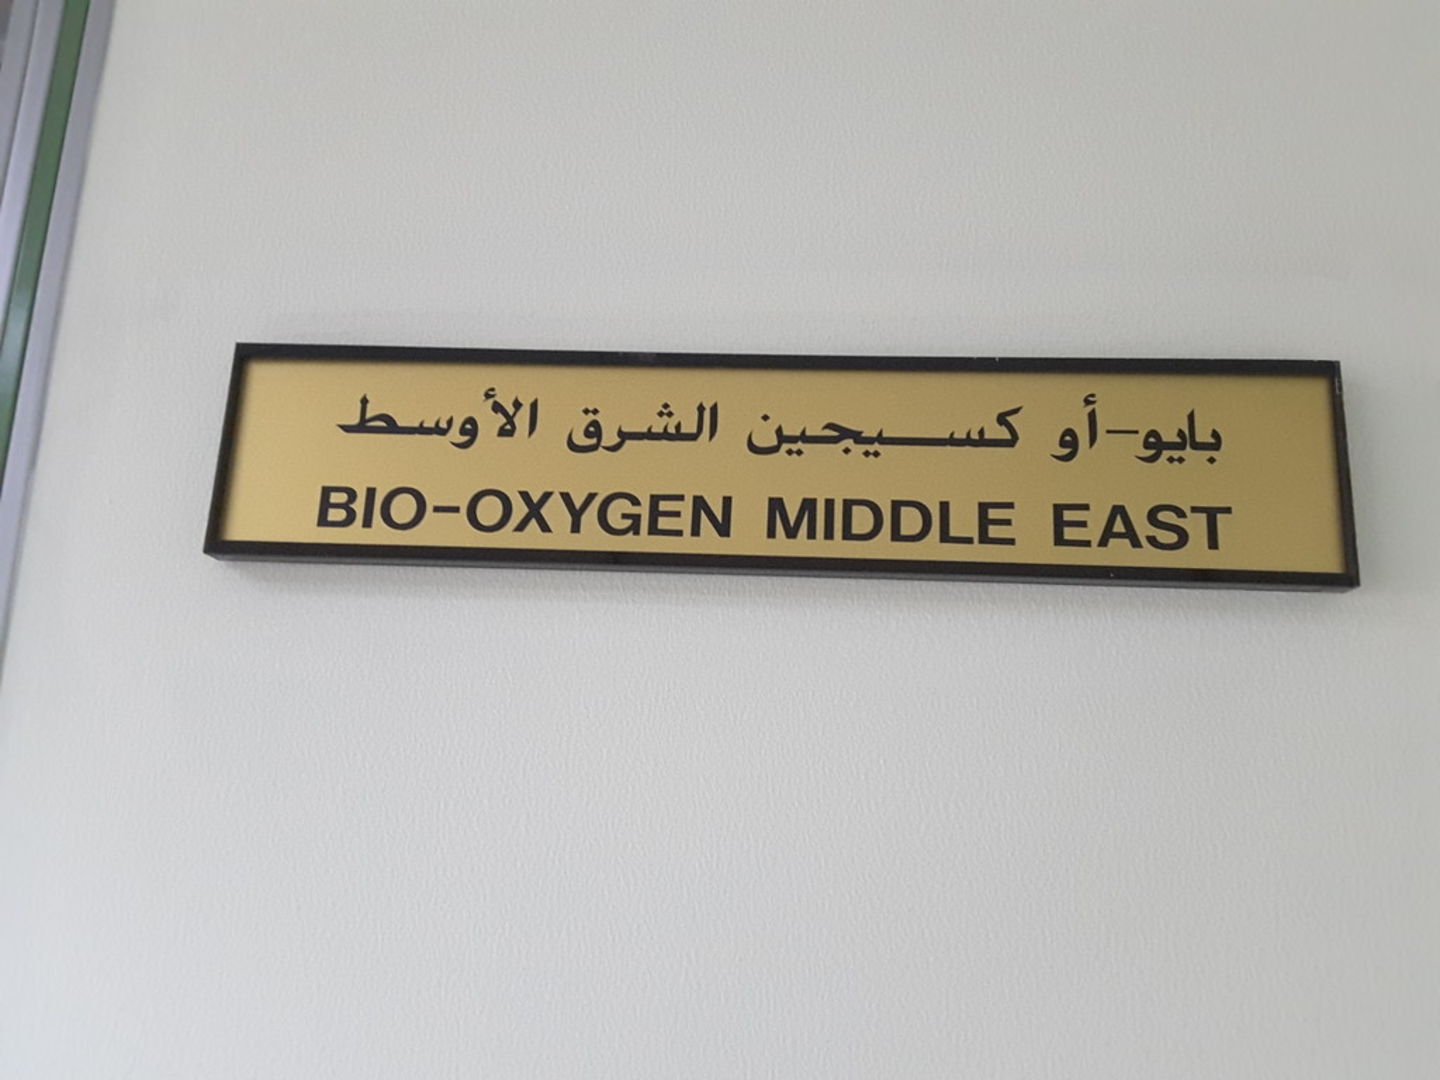 بايو-أو كسيجين الشرق الأوسط
BIO-OXYGEN MIDDLE EAST